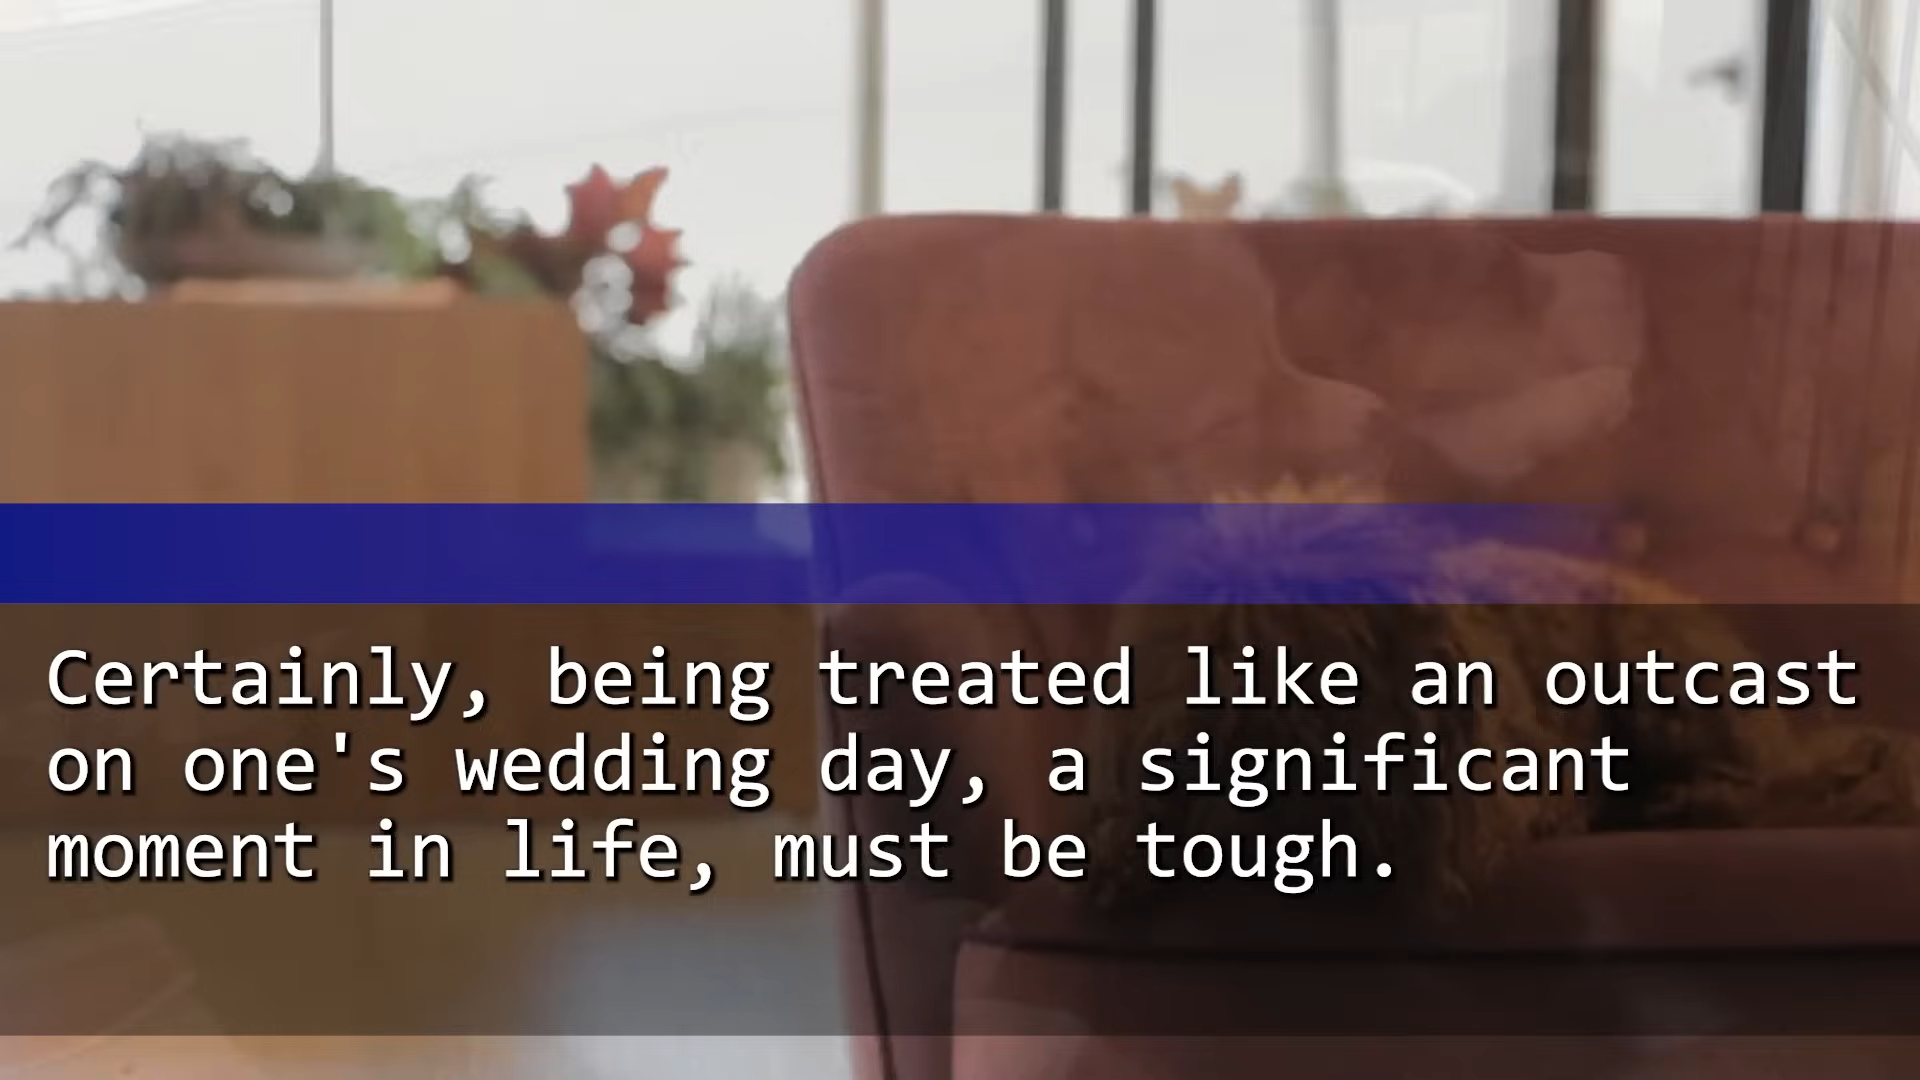 Certainly, being treated like an outcast
on one's wedding day, a significant
moment in life, must be tough.